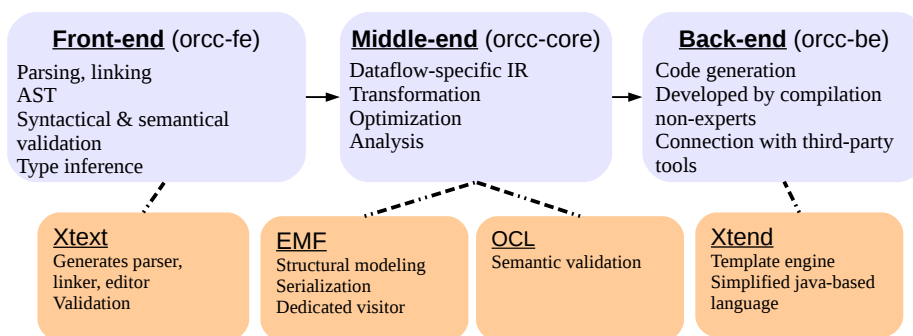 Front-end (orcc-fe)
Parsing, linking
AST
Syntactical & semantical
validation
Type inference
Middle-end (orcc-core)
Dataflow-specific IR
Transformation
Optimization
Analysis
Back-end (orcc-be)
Code generation
Developed by compilation
non-experts
Connection with third-party
tools
Xtext
Generates parser,
linker, editor
Validation
EMF
Structural modeling
Serialization
Dedicated visitor
OCL
Semantic validation
Xtend
Template engine
Simplified java-based
language